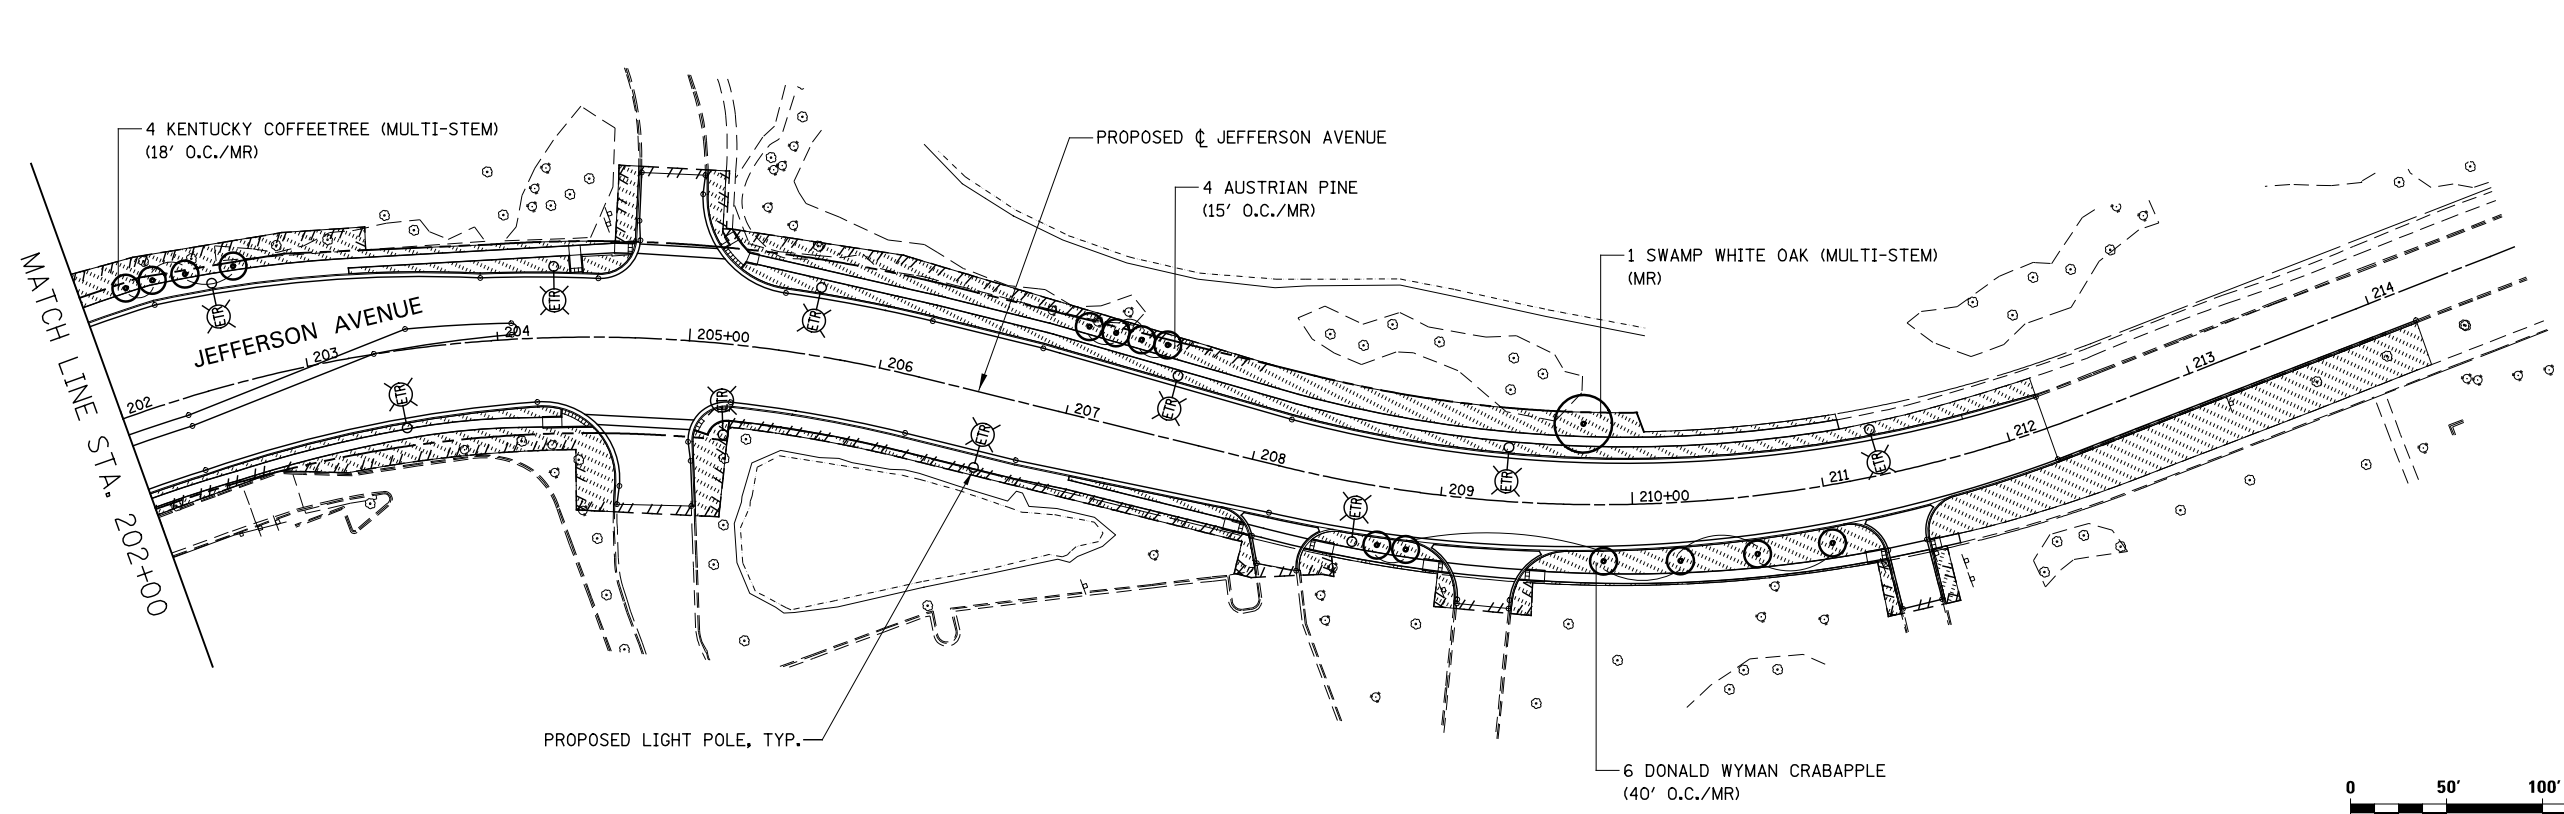 4 KENTUCKY COFFEETREE (MULTI-STEM)
(18' O.C./MR)
PROPOSED ℄ JEFFERSON AVENUE
4 AUSTRIAN PINE
(15' O.C./MR)
1 SWAMP WHITE OAK (MULTI-STEM)
(MR)
MATCH LINE STA. 202+00
JEFFERSON AVENUE
202
203
204
205+00
206
207
208
209
210+00
211
212
213
214
ETR
ETR
ETR
ETR
ETR
ETR
ETR
ETR
ETR
ETR
PROPOSED LIGHT POLE, TYP.
6 DONALD WYMAN CRABAPPLE
(40' O.C./MR)
0 50' 100'